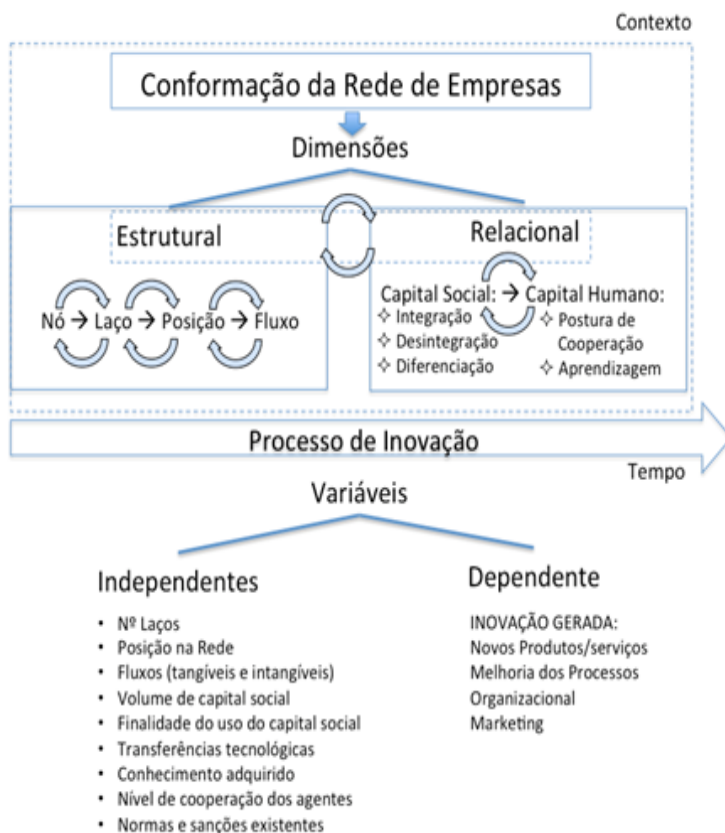 Contexto
Conformação da Rede de Empresas
Dimensões
Estrutural
Nó → Laço → Posição → Fluxo
Relacional
Capital Social: → Capital Humano:
✧ Integração
✧ Desintegração
✧ Diferenciação
✧ Postura de
Cooperação
✧ Aprendizagem
Processo de Inovação
Tempo
Variáveis
Independentes
• Nº Laços
• Posição na Rede
• Fluxos (tangíveis e intangíveis)
• Volume de capital social
• Finalidade do uso do capital social
• Transferências tecnológicas
• Conhecimento adquirido
• Nível de cooperação dos agentes
• Normas e sanções existentes
Dependente
INOVAÇÃO GERADA:
Novos Produtos/serviços
Melhoria dos Processos
Organizacional
Marketing